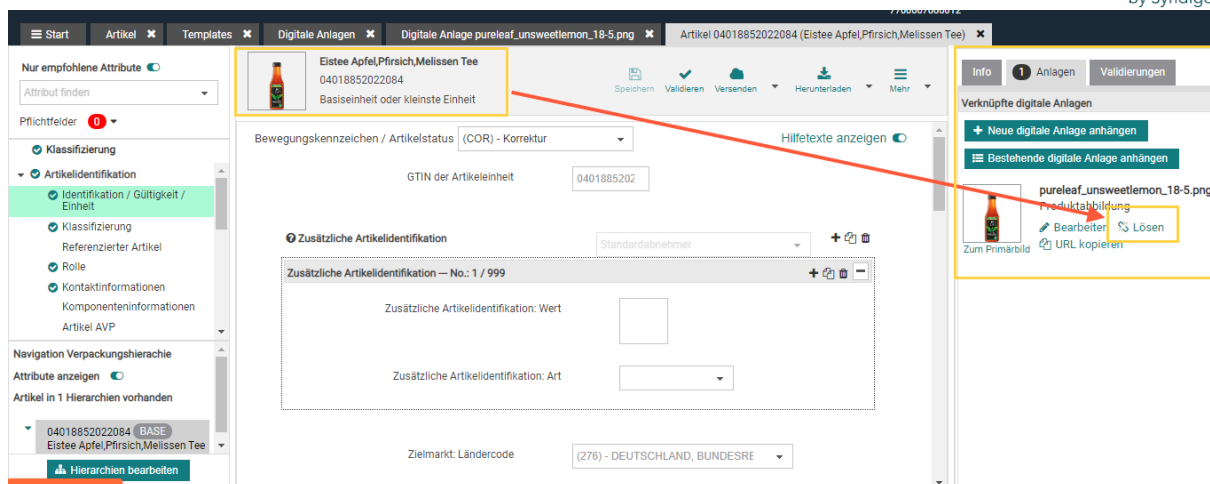 by syndigo
☰ Start Artikel ✖ Templates ✖ Digitale Anlagen ✖ Digitale Anlage pureleaf_unsweetlemon_18-5.png ✖ Artikel 04018852022084 (Eistee Apfel,Pfirsich,Melissen Tee) ✖
Nur empfohlene Attribute
Attribut finden
Pflichtfelder 0
Klassifizierung
Artikelidentifikation
Identifikation / Gültigkeit /
Einheit
Klassifizierung
Referenzierter Artikel
Rolle
Kontaktinformationen
Komponenteninformationen
Artikel AVP
Navigation Verpackungshierachie
Attribute anzeigen
Artikel in 1 Hierarchien vorhanden
04018852022084 BASE
Eistee Apfel,Pfirsich,Melissen Tee
Hierarchien bearbeiten
Eistee Apfel,Pfirsich,Melissen Tee
04018852022084
Basiseinheit oder kleinste Einheit
Speichern Validieren Versenden Herunterladen Mehr
Bewegungskennzeichen / Artikelstatus (COR) - Korrektur Hilfetexte anzeigen
GTIN der Artikeleinheit 0401885202
Zusätzliche Artikelidentifikation Standardabnehmer
Zusätzliche Artikelidentifikation — No.: 1 / 999
Zusätzliche Artikelidentifikation: Wert
Zusätzliche Artikelidentifikation: Art
Zielmarkt: Ländercode (276) - DEUTSCHLAND, BUNDESRE
Info 1 Anlagen Validierungen
Verknüpfte digitale Anlagen
+ Neue digitale Anlage anhängen
Bestehende digitale Anlage anhängen
pureleaf_unsweetlemon_18-5.png
Produktabbildung
Bearbeiten Lösen
Zum Primärbild URL kopieren